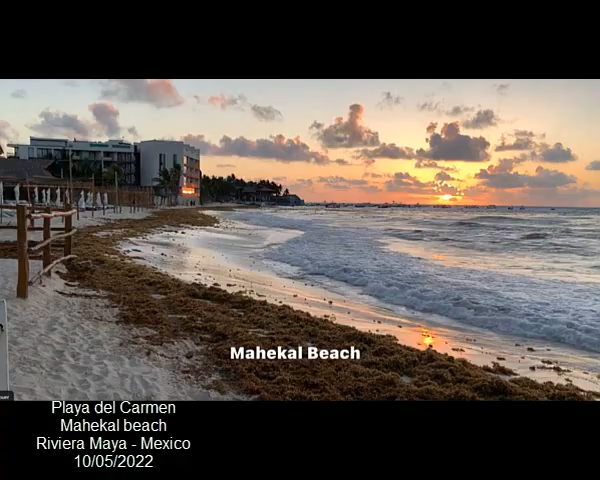 Mahekal Beach
Playa del Carmen
Mahekal beach
Riviera Maya - Mexico
10/05/2022